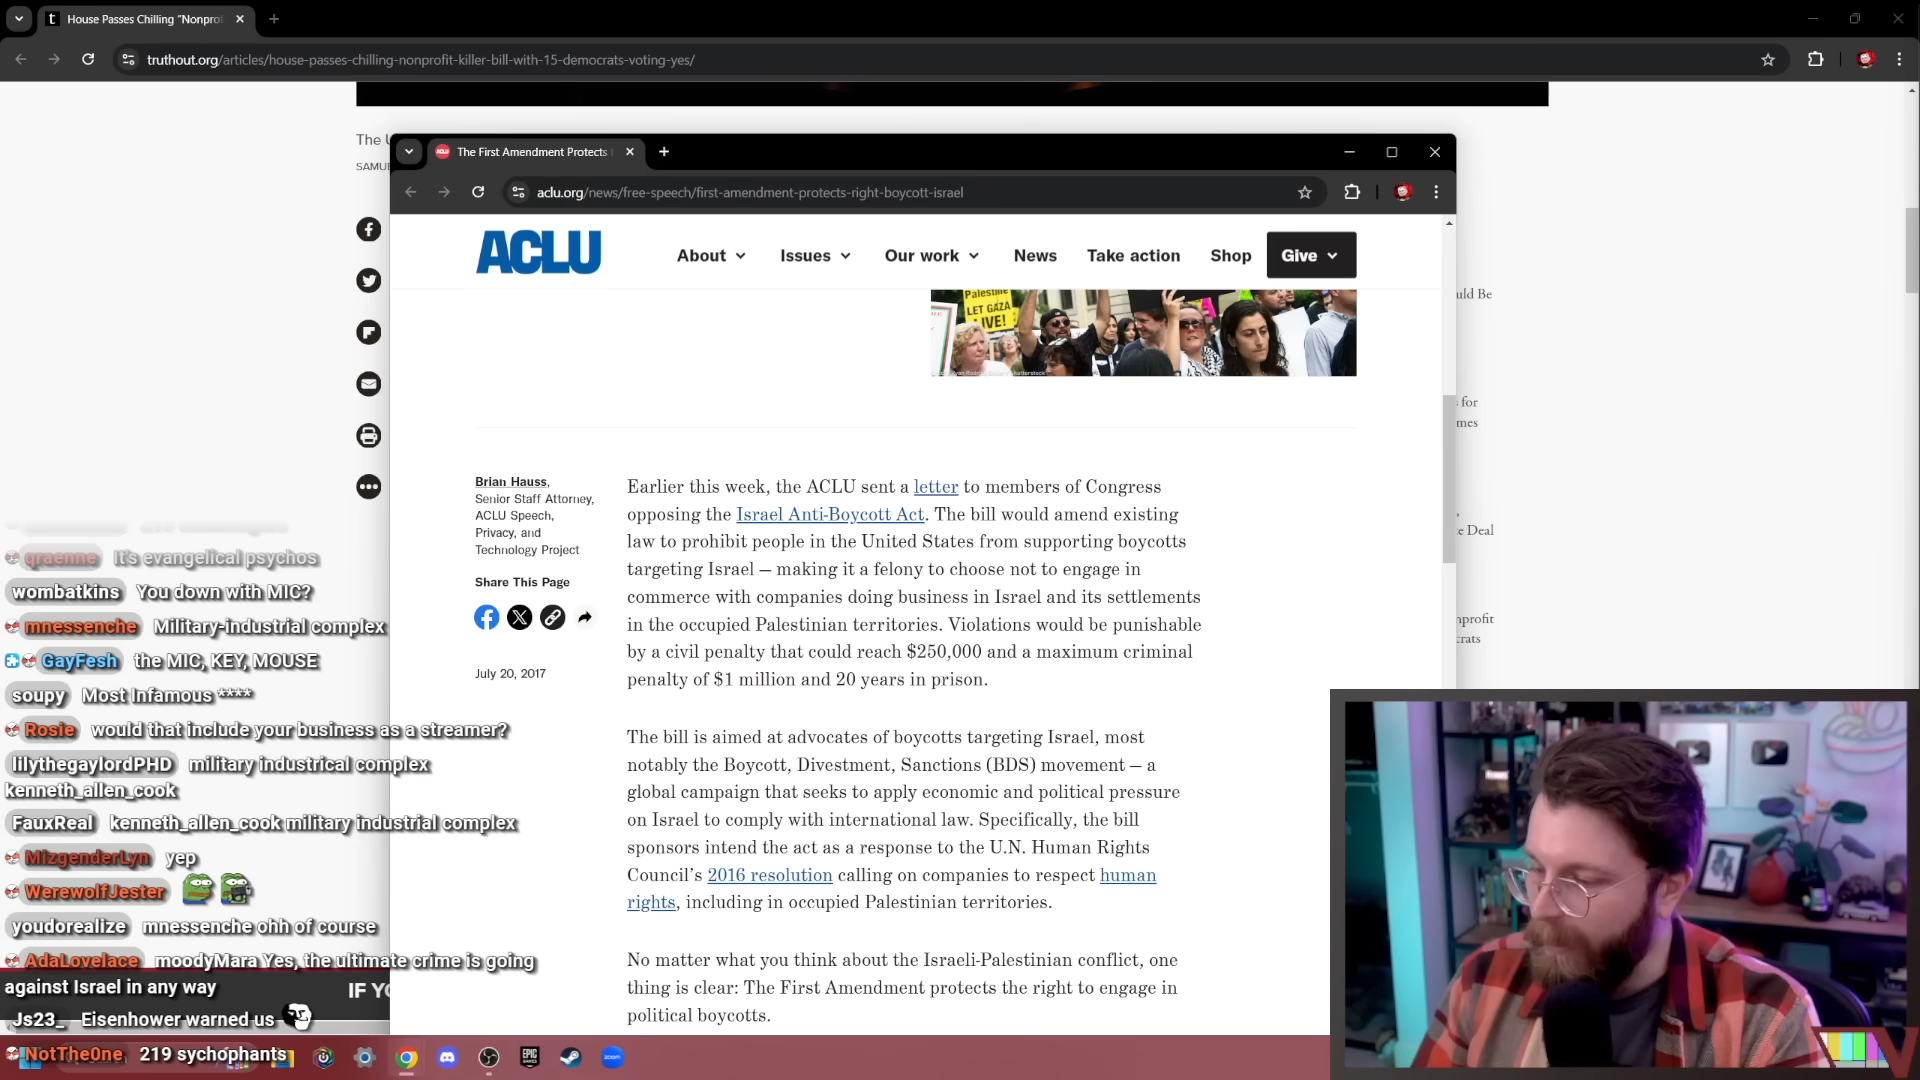 House Passes Chilling “Nonpro
truthout.org/articles/house-passes-chilling-nonprofit-killer-bill-with-15-democrats-voting-yes/
The
SAMU
The First Amendment Protects
aclu.org/news/free-speech/first-amendment-protects-right-boycott-israel
ACLU
About
Issues
Our work
News
Take action
Shop
Give
Palestine
LET GAZA
LIVE!
uld Be
for
mes
e Deal
nprofit
crats
Brian Hauss,
Senior Staff Attorney,
ACLU Speech,
Privacy, and
Technology Project
Share This Page
July 20, 2017
Earlier this week, the ACLU sent a letter to members of Congress
opposing the Israel Anti-Boycott Act. The bill would amend existing
law to prohibit people in the United States from supporting boycotts
targeting Israel — making it a felony to choose not to engage in
commerce with companies doing business in Israel and its settlements
in the occupied Palestinian territories. Violations would be punishable
by a civil penalty that could reach $250,000 and a maximum criminal
penalty of $1 million and 20 years in prison.
The bill is aimed at advocates of boycotts targeting Israel, most
notably the Boycott, Divestment, Sanctions (BDS) movement — a
global campaign that seeks to apply economic and political pressure
on Israel to comply with international law. Specifically, the bill
sponsors intend the act as a response to the U.N. Human Rights
Council’s 2016 resolution calling on companies to respect human
rights, including in occupied Palestinian territories.
No matter what you think about the Israeli-Palestinian conflict, one
thing is clear: The First Amendment protects the right to engage in
political boycotts.
qraenne It's evangelical psychos
wombatkins You down with MIC?
mnessenche Military-industrial complex
GayFesh the MIC, KEY, MOUSE
soupy Most Infamous ****
Rosie would that include your business as a streamer?
lilythegaylordPHD military industrical complex
kenneth_allen_cook
FauxReal kenneth_allen_cook military industrial complex
MizgenderLyn yep
WerewolfJester
youdorealize mnessenche ohh of course
AdaLovelace moodyMara Yes, the ultimate crime is going
against Israel in any way
Js23_ Eisenhower warned us
NotTheOne 219 sychophants
IF YO
EPIC
GAMES
zoom